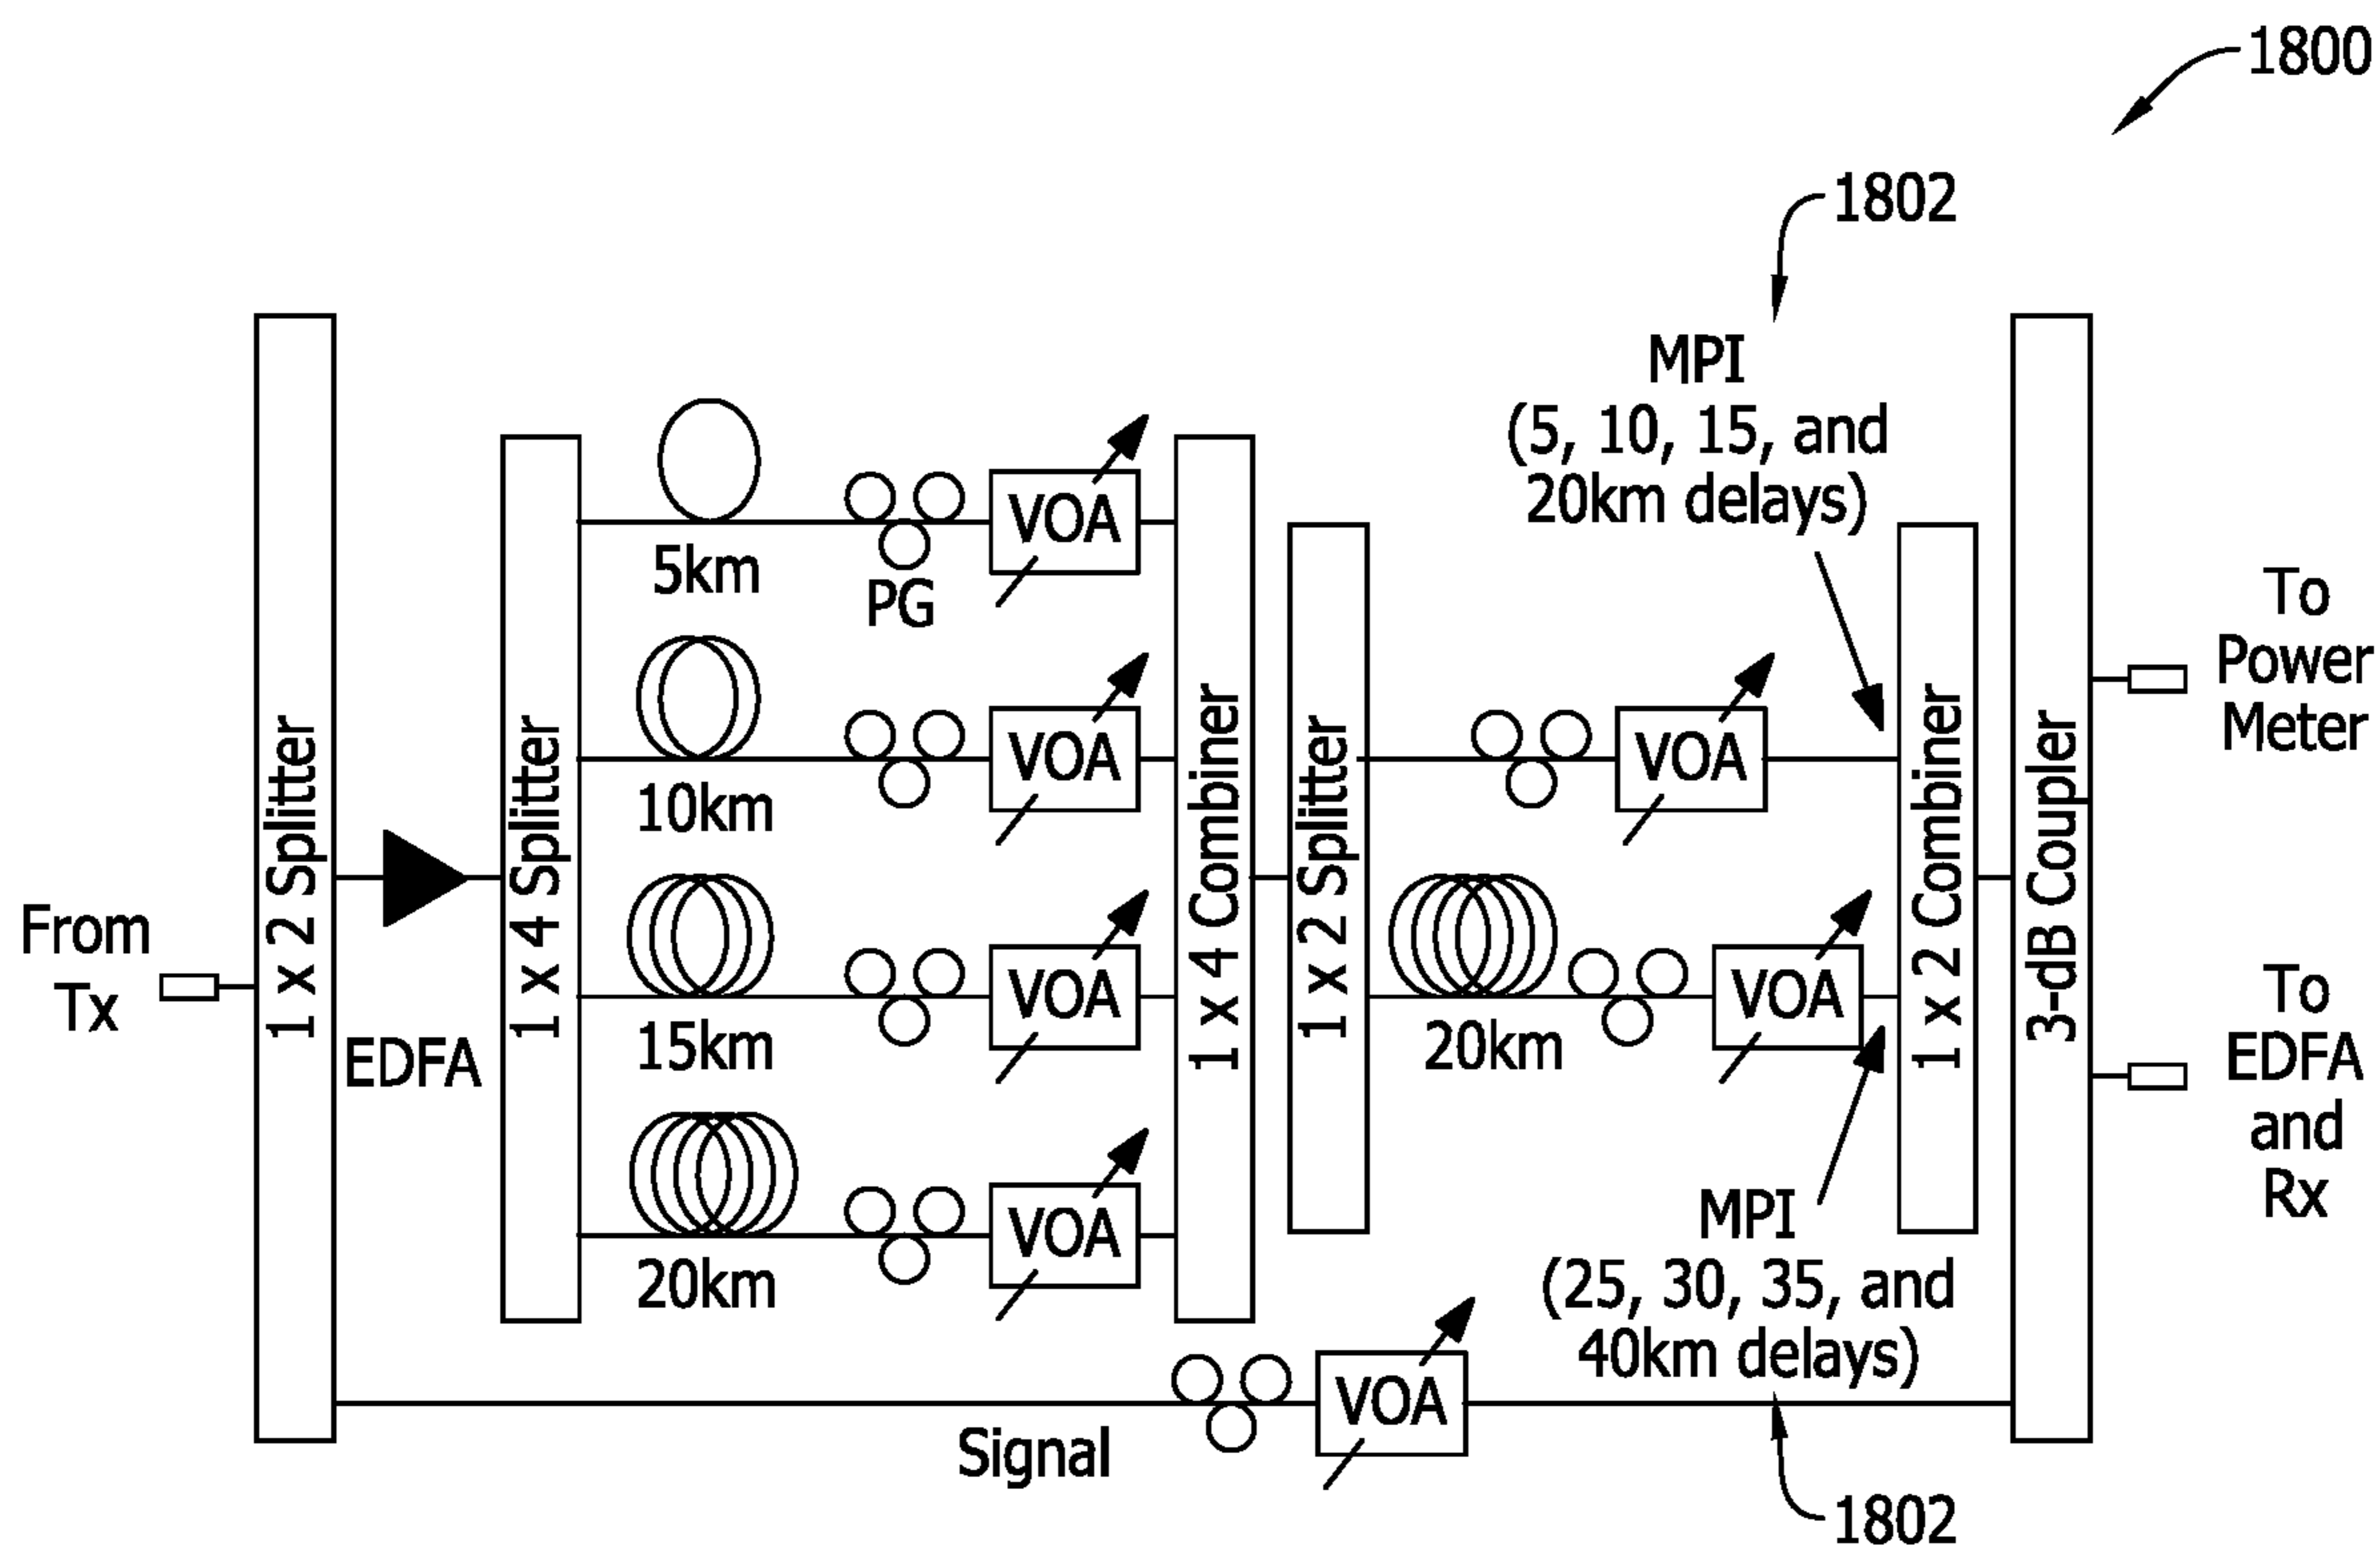 1800
1802
MPI
(5, 10, 15, and
20km delays)
From
Tx
1 x 2 Splitter
EDFA
1 x 4 Splitter
5km
PG
VOA
10km
VOA
15km
VOA
20km
VOA
1 x 4 Combiner
1 x 2 Splitter
VOA
20km
VOA
MPI
(25, 30, 35, and
40km delays)
1 x 2 Combiner
3-dB Coupler
To
Power
Meter
To
EDFA
and
Rx
Signal
VOA
1802